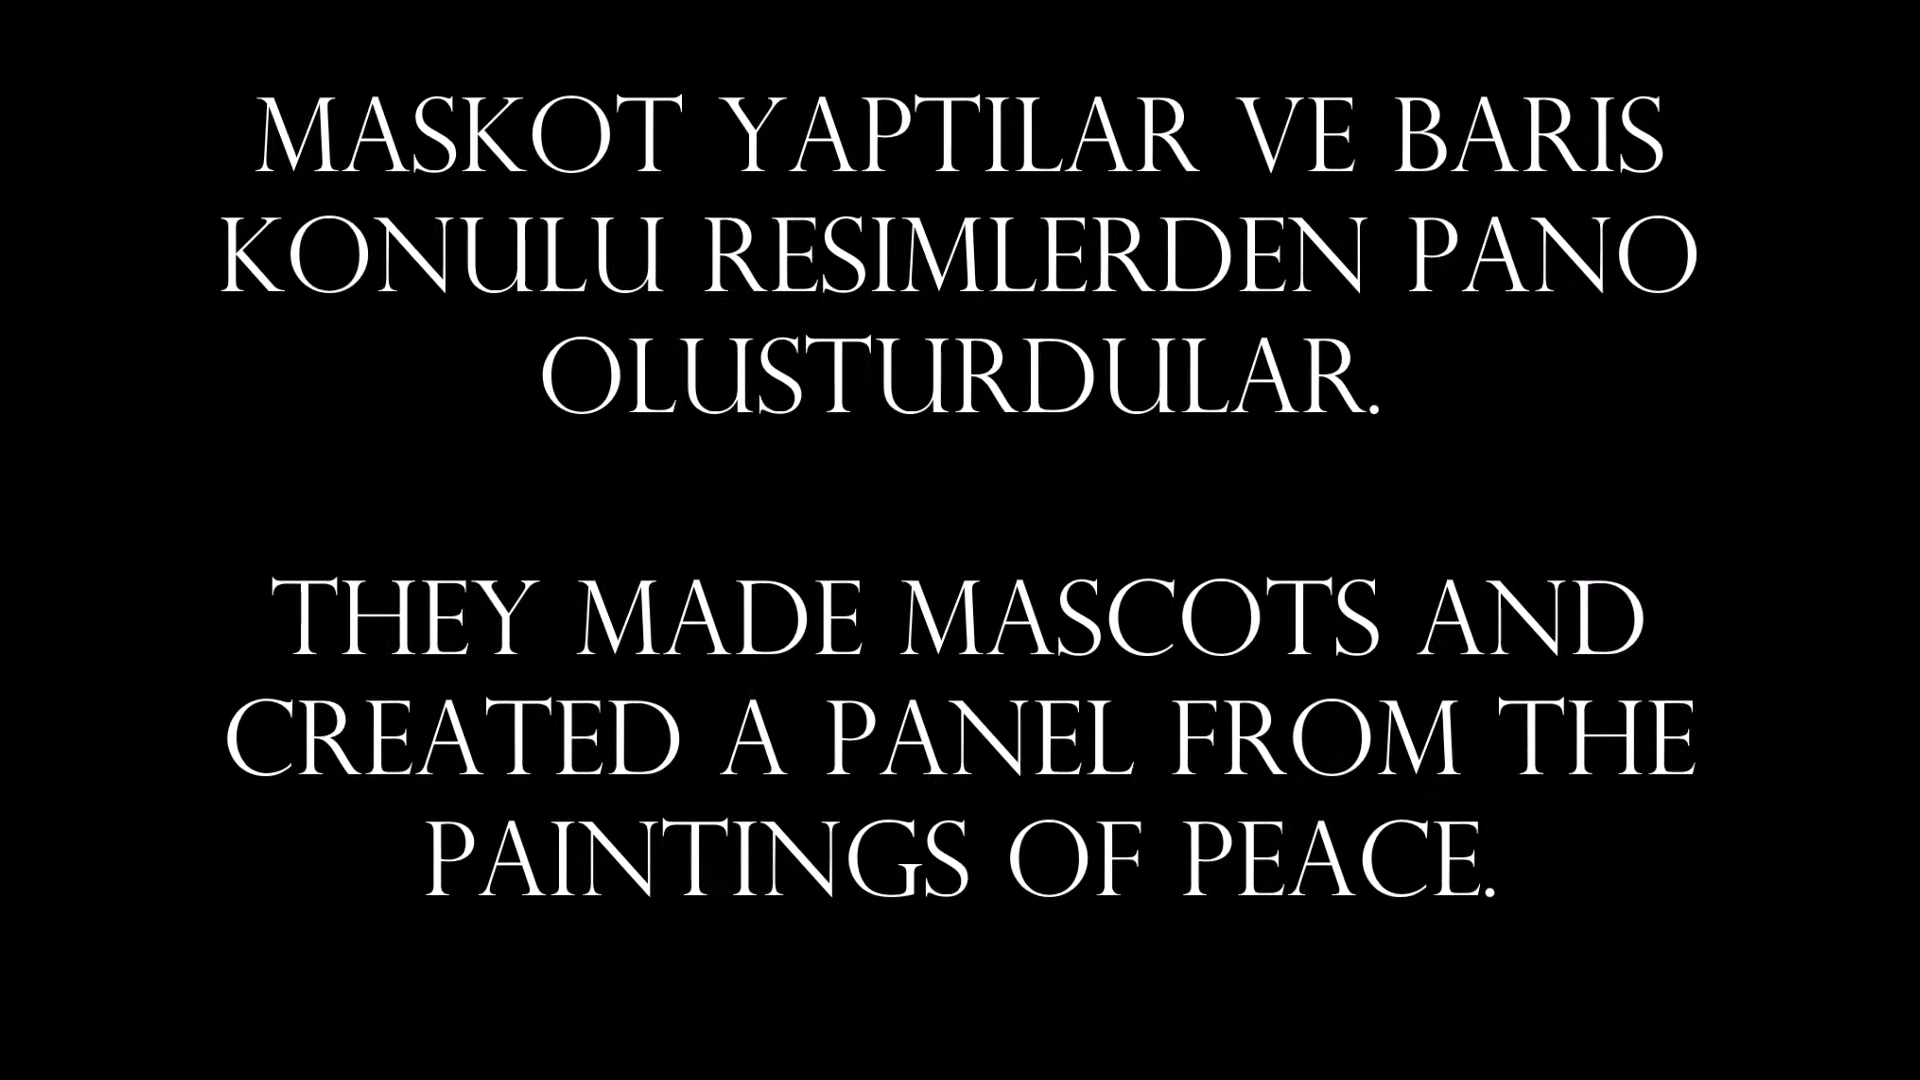 MASKOT YAPTILAR VE BARIS
KONULU RESIMLERDEN PANO
OLUSTURDULAR.
THEY MADE MASCOTS AND
CREATED A PANEL FROM THE
PAINTINGS OF PEACE.